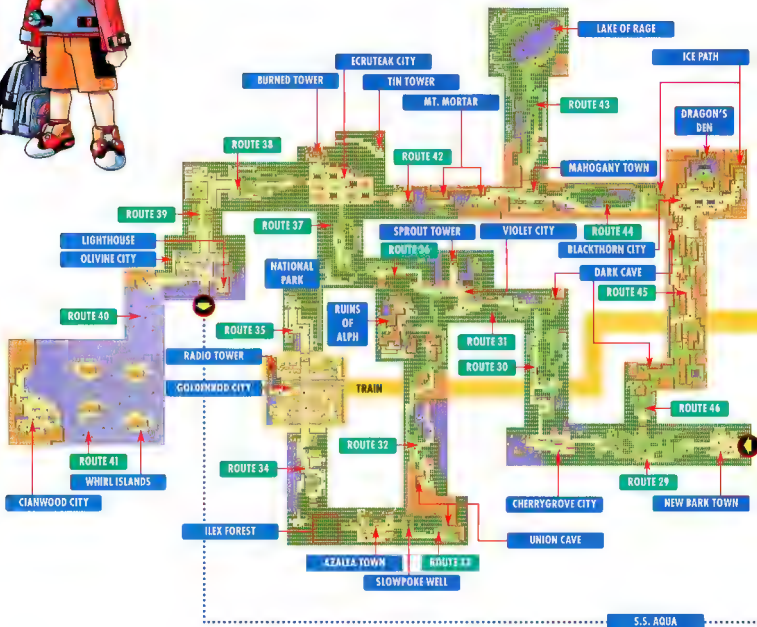 LAKE OF RAGE
ICE PATH
ECRUTEAK CITY
BURNED TOWER
TIN TOWER
MT. MORTAR
ROUTE 43
DRAGON'S
DEN
ROUTE 38
ROUTE 42
MAHOGANY TOWN
ROUTE 39
ROUTE 37
SPROUT TOWER
VIOLET CITY
ROUTE 44
LIGHTHOUSE
ROUTE 36
BLACKTHORN CITY
OLIVINE CITY
NATIONAL
PARK
DARK CAVE
ROUTE 45
ROUTE 40
RUINS
OF
ALPH
ROUTE 35
ROUTE 31
RADIO TOWER
ROUTE 30
GOLDENROD CITY
TRAIN
ROUTE 46
ROUTE 32
ROUTE 41
ROUTE 34
WHIRL ISLANDS
ROUTE 29
CIANWOOD CITY
CHERRYGROVE CITY
NEW BARK TOWN
ILEX FOREST
UNION CAVE
AZALEA TOWN
ROUTE 33
SLOWPOKE WELL
S.S. AQUA